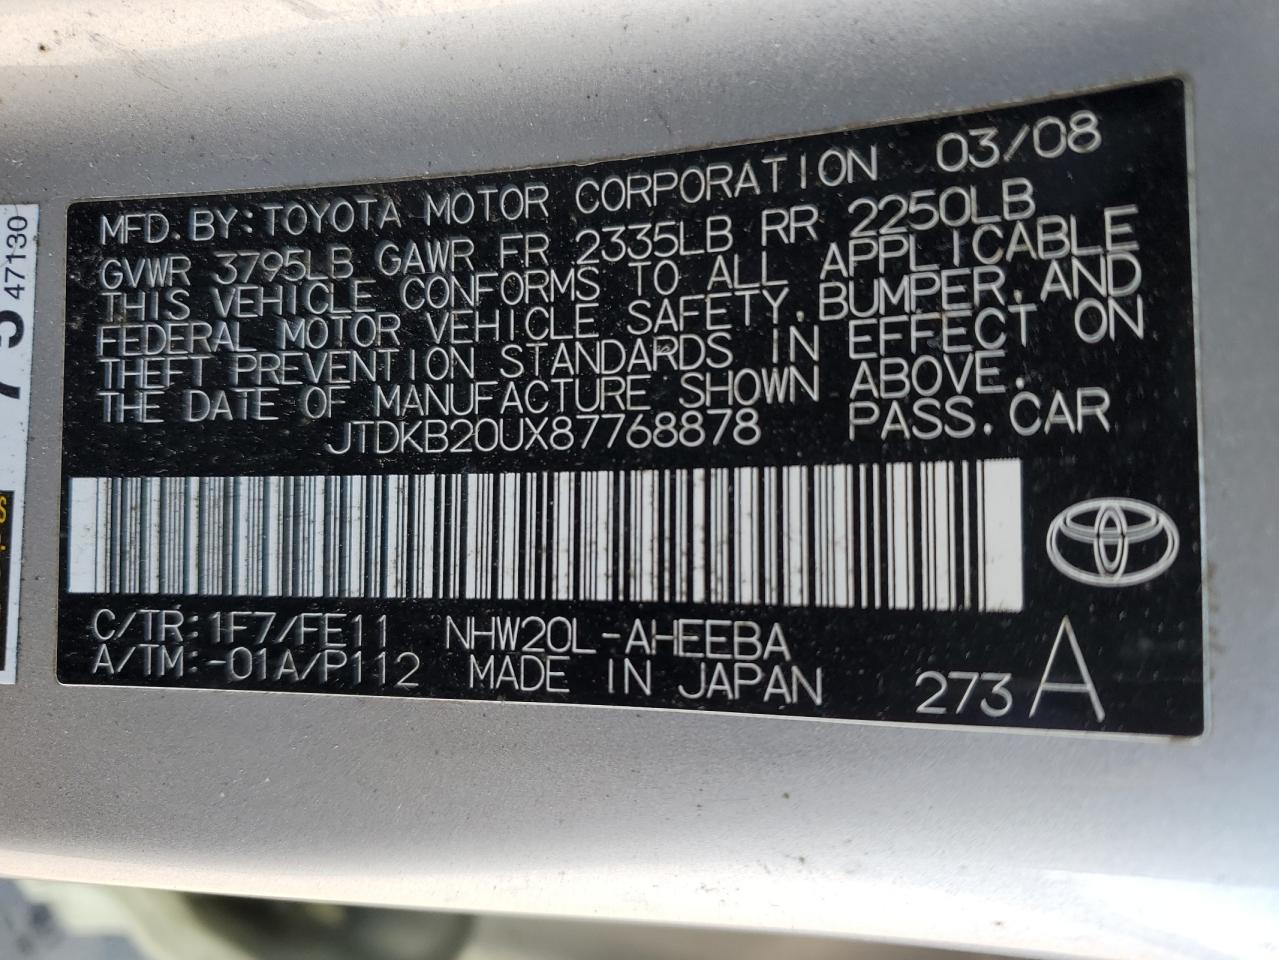 MFD. BY: TOYOTA MOTOR CORPORATION 03/08
GVWR 3795LB GAWR FR 2335LB RR 2250LB
THIS VEHICLE CONFORMS TO ALL APPLICABLE
FEDERAL MOTOR VEHICLE SAFETY, BUMPER, AND
THEFT PREVENTION STANDARDS IN EFFECT ON
THE DATE OF MANUFACTURE SHOWN ABOVE.
JTDKB20UX87768878 PASS. CAR
C/TR: 1F7/FE11 NHW20L-AHEEBA
A/TM: -01A/P112 MADE IN JAPAN 273 A
47130